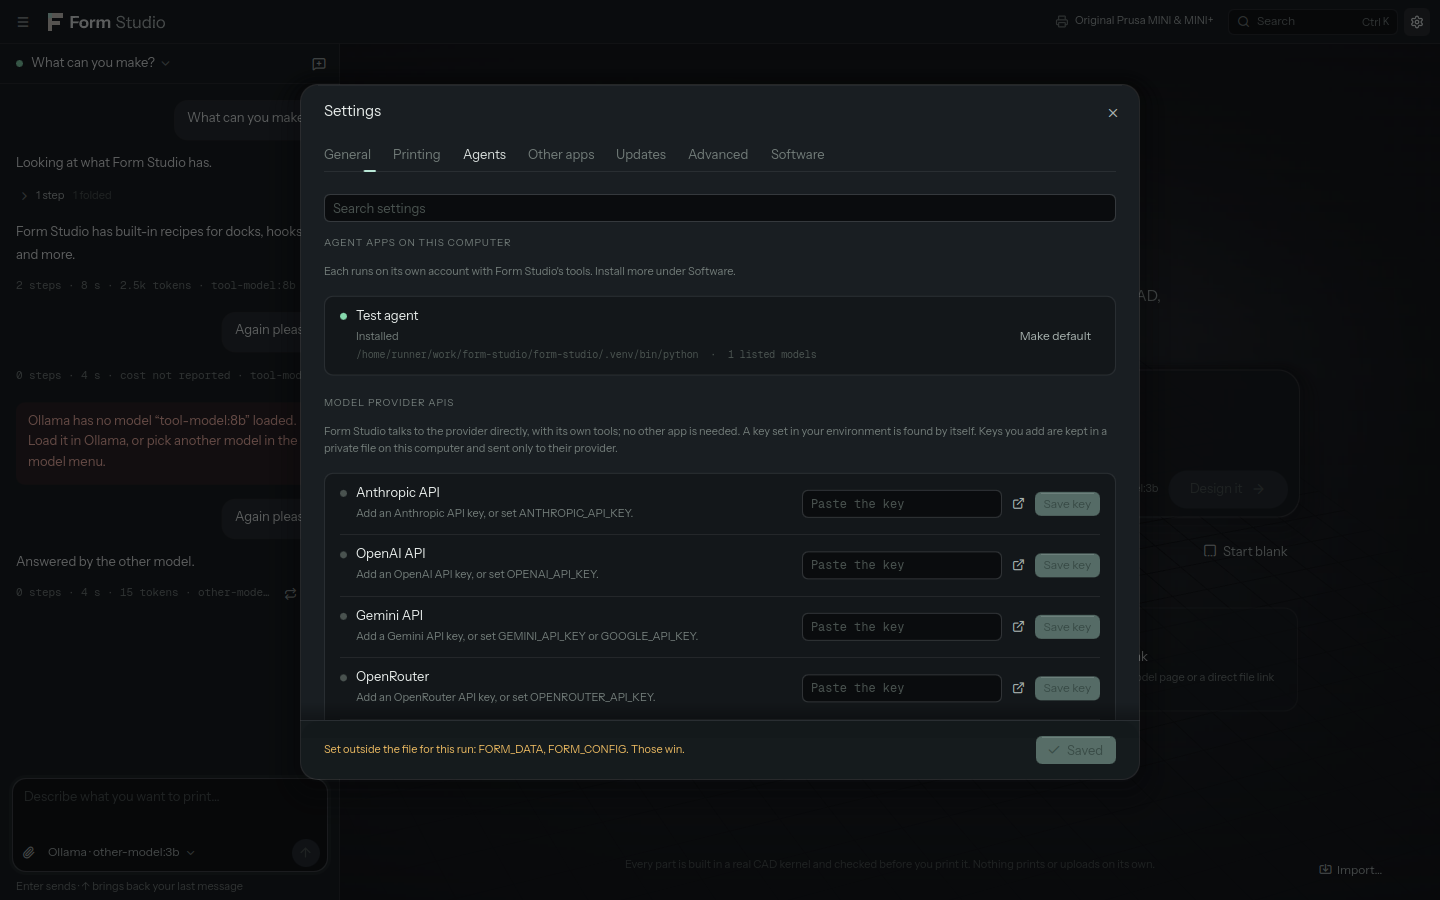 Form Studio
Original Prusa MINI & MINI+
Search
Ctrl K
What can you make?
What can you make
Looking at what Form Studio has.
1 step 1 folded
Form Studio has built-in recipes for docks, hooks
and more.
2 steps · 8 s · 2.5k tokens · tool-model:8b
Again pleas
0 steps · 4 s · cost not reported · tool-mod
Ollama has no model “tool-model:8b” loaded.
Load it in Ollama, or pick another model in the
model menu.
Again pleas
Answered by the other model.
0 steps · 4 s · 15 tokens · other-mode…
Describe what you want to print...
Ollama · other-model:3b
Enter sends · ↑ brings back your last message
Settings
General
Printing
Agents
Other apps
Updates
Advanced
Software
Search settings
AGENT APPS ON THIS COMPUTER
Each runs on its own account with Form Studio's tools. Install more under Software.
Test agent
Installed
/home/runner/work/form-studio/form-studio/.venv/bin/python · 1 listed models
Make default
MODEL PROVIDER APIS
Form Studio talks to the provider directly, with its own tools; no other app is needed. A key set in your environment is found by itself. Keys you add are kept in a
private file on this computer and sent only to their provider.
Anthropic API
Add an Anthropic API key, or set ANTHROPIC_API_KEY.
Paste the key
Save key
OpenAI API
Add an OpenAI API key, or set OPENAI_API_KEY.
Paste the key
Save key
Gemini API
Add a Gemini API key, or set GEMINI_API_KEY or GOOGLE_API_KEY.
Paste the key
Save key
OpenRouter
Add an OpenRouter API key, or set OPENROUTER_API_KEY.
Paste the key
Save key
Set outside the file for this run: FORM_DATA, FORM_CONFIG. Those win.
Saved
AD,
:3b
Design it
Start blank
nk
del page or a direct file link
Every part is built in a real CAD kernel and checked before you print it. Nothing prints or uploads on its own.
Import...